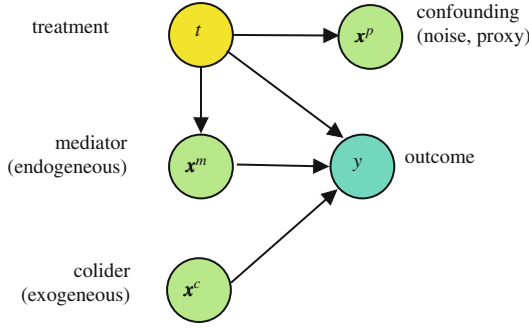 treatment
t
x^p
confounding
(noise, proxy)
mediator
(endogeneous)
x^m
y
outcome
colider
(exogeneous)
x^c